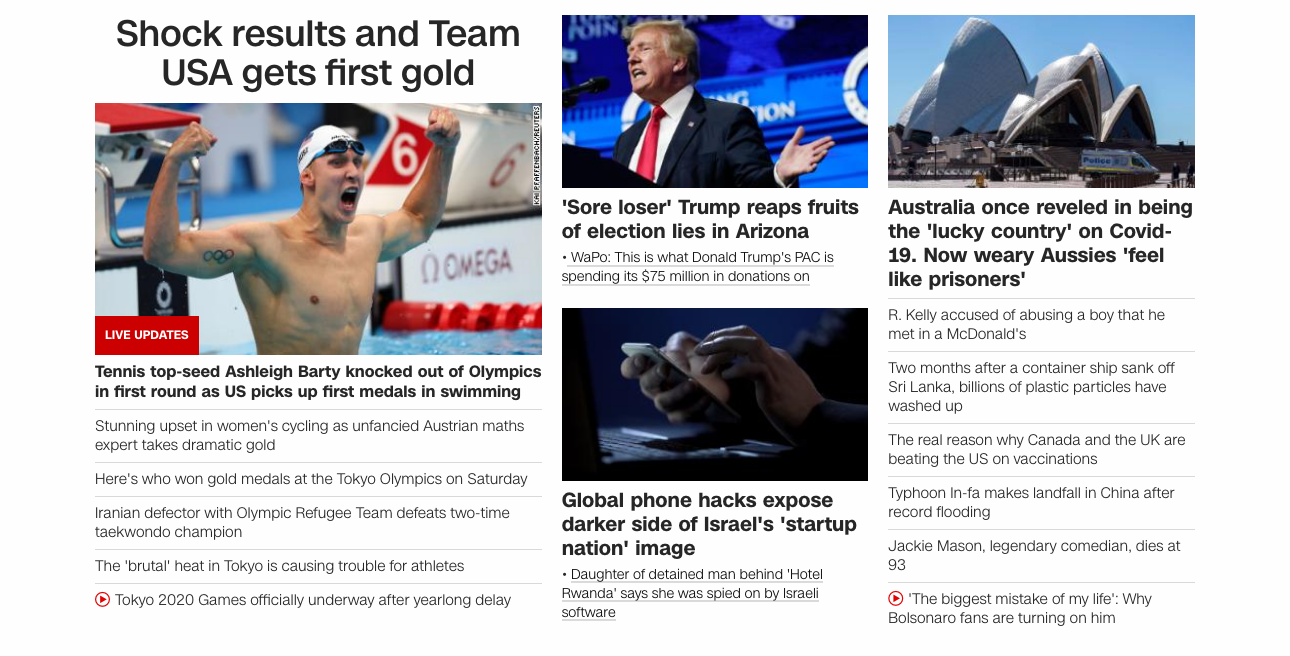 Shock results and Team
USA gets first gold
6
6
Ω OMEGA
KAI PFAFFENBACH/REUTERS
LIVE UPDATES
Tennis top-seed Ashleigh Barty knocked out of Olympics
in first round as US picks up first medals in swimming
Stunning upset in women's cycling as unfancied Austrian maths
expert takes dramatic gold
Here's who won gold medals at the Tokyo Olympics on Saturday
Iranian defector with Olympic Refugee Team defeats two-time
taekwondo champion
The 'brutal' heat in Tokyo is causing trouble for athletes
Tokyo 2020 Games officially underway after yearlong delay
'Sore loser' Trump reaps fruits
of election lies in Arizona
• WaPo: This is what Donald Trump's PAC is
spending its $75 million in donations on
Global phone hacks expose
darker side of Israel's 'startup
nation' image
• Daughter of detained man behind 'Hotel
Rwanda' says she was spied on by Israeli
software
Police
Australia once reveled in being
the 'lucky country' on Covid-
19. Now weary Aussies 'feel
like prisoners'
R. Kelly accused of abusing a boy that he
met in a McDonald's
Two months after a container ship sank off
Sri Lanka, billions of plastic particles have
washed up
The real reason why Canada and the UK are
beating the US on vaccinations
Typhoon In-fa makes landfall in China after
record flooding
Jackie Mason, legendary comedian, dies at
93
'The biggest mistake of my life': Why
Bolsonaro fans are turning on him